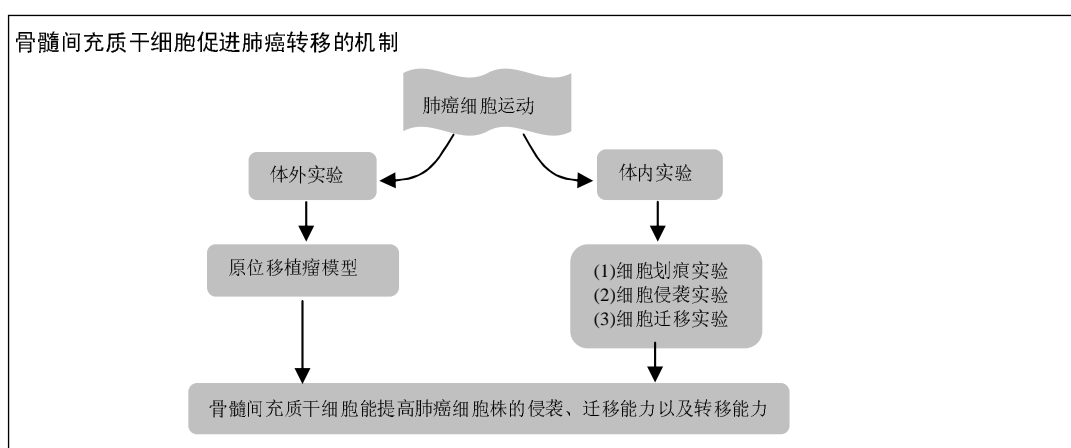 骨髓间充质干细胞促进肺癌转移的机制
肺癌细胞运动
体外实验
体内实验
原位移植瘤模型
(1)细胞划痕实验
(2)细胞侵袭实验
(3)细胞迁移实验
骨髓间充质干细胞能提高肺癌细胞株的侵袭、迁移能力以及转移能力